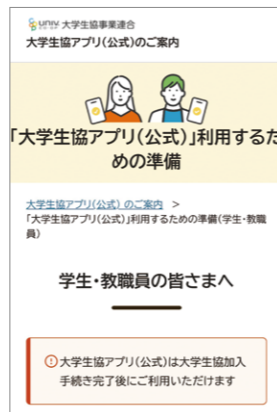 univ 大学生協事業連合
大学生協アプリ(公式)のご案内
「大学生協アプリ(公式)」利用するた
めの準備
大学生協アプリ(公式) のご案内 >
「大学生協アプリ(公式)」利用するための準備(学生・教職
員)
学生・教職員の皆さまへ
大学生協アプリ(公式)は大学生協加入
手続き完了後にご利用いただけます